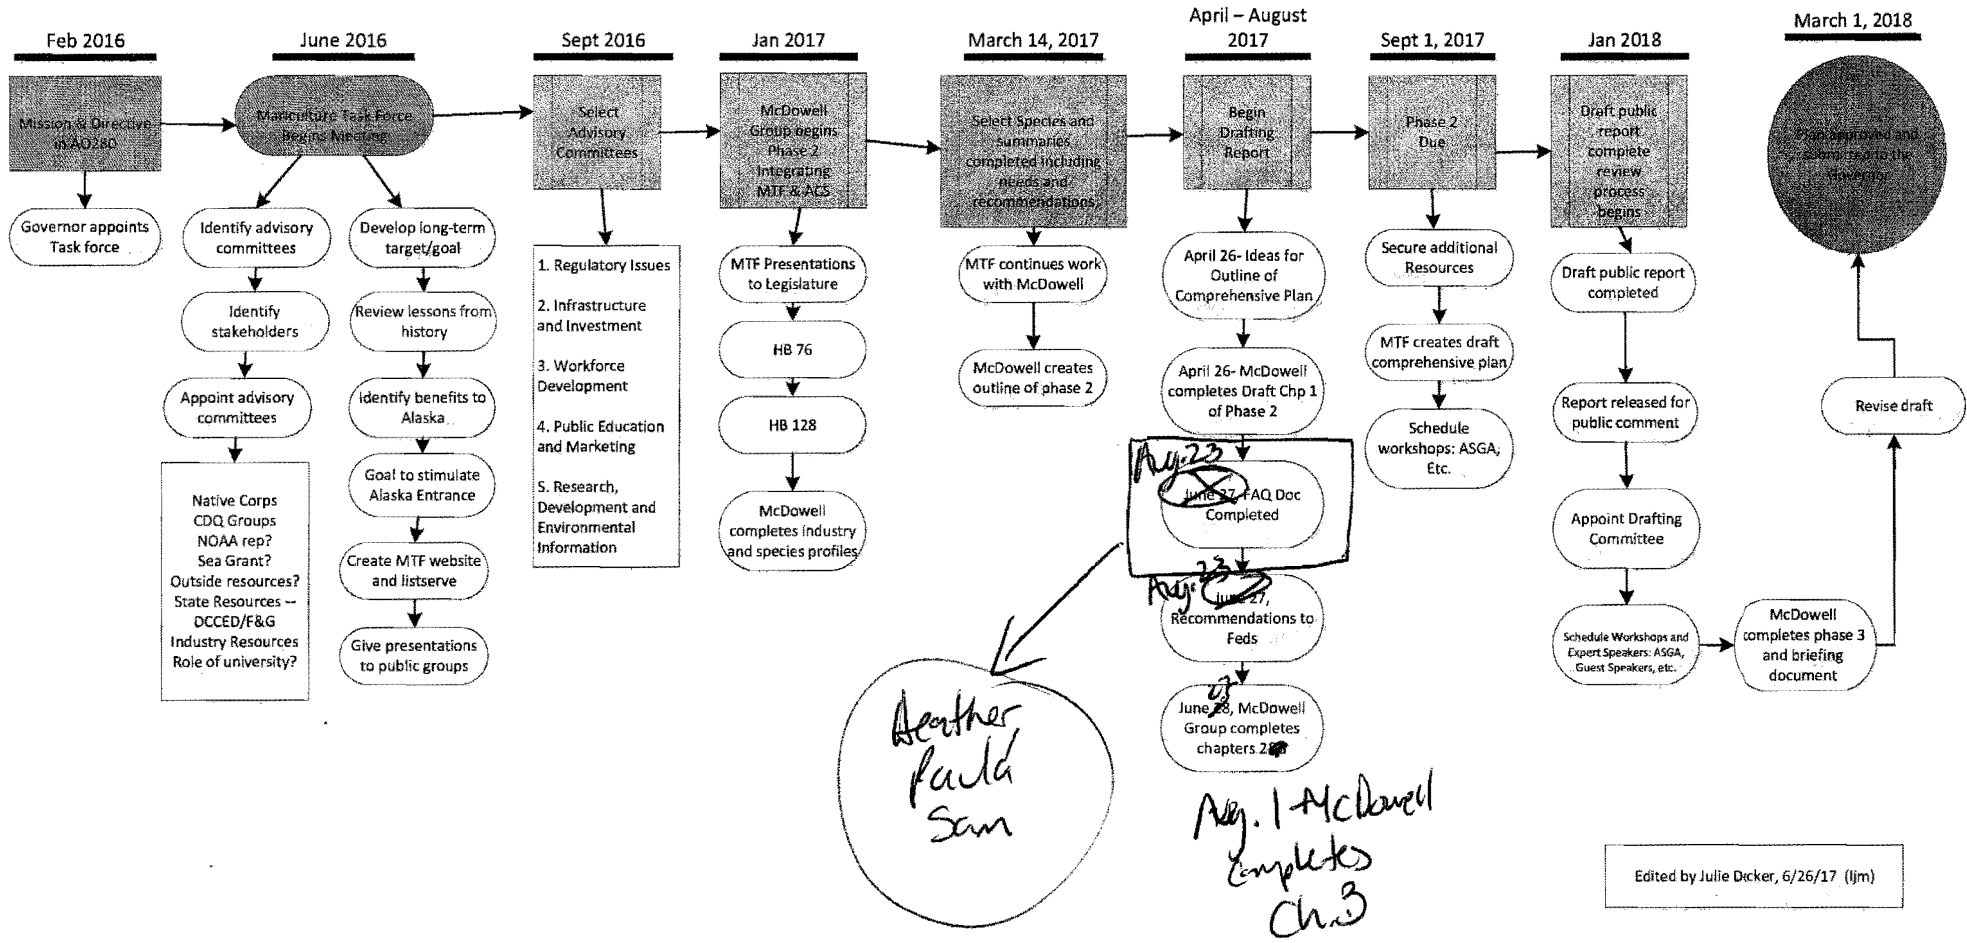 Feb 2016
Mission & Directive
in AO280
Governor appoints
Task force
June 2016
Mariculture Task Force
Begins Meeting
Identify advisory
committees
Identify
stakeholders
Appoint advisory
committees
Native Corps
CDQ Groups
NOAA rep?
Sea Grant?
Outside resources?
State Resources --
DCCED/F&G
Industry Resources
Role of university?
Develop long-term
target/goal
Review lessons from
history
Identify benefits to
Alaska
Goal to stimulate
Alaska Entrance
Create MTF website
and listserve
Give presentations
to public groups
Sept 2016
Select
Advisory
Committees
1. Regulatory Issues
2. Infrastructure
and Investment
3. Workforce
Development
4. Public Education
and Marketing
5. Research,
Development and
Environmental
Information
Jan 2017
McDowell
Group begins
Phase 2
Integrating
MTF & ACS
MTF Presentations
to Legislature
HB 76
HB 128
McDowell
completes industry
and species profiles
March 14, 2017
Select Species and
summaries
completed including
needs and
recommendations
MTF continues work
with McDowell
McDowell creates
outline of phase 2
April – August
2017
Begin
Drafting
Report
April 26- Ideas for
Outline of
Comprehensive Plan
April 26- McDowell
completes Draft Chp 1
of Phase 2
Aug. 23
June 27, FAQ Doc
Completed
Aug. 23
June 27,
Recommendations to
Feds
June 28, McDowell
Group completes
chapters 2
Aug. 1 - McDowell
completes
Ch. 3
Heather,
Paula,
Sam
Sept 1, 2017
Phase 2
Due
Secure additional
Resources
MTF creates draft
comprehensive plan
Schedule
workshops: ASGA,
Etc.
Jan 2018
Draft public
report
complete
review
process
begins
Draft public report
completed
Report released for
public comment
Appoint Drafting
Committee
Schedule Workshops and
Expert Speakers: ASGA,
Guest Speakers, etc.
McDowell
completes phase 3
and briefing
document
Revise draft
March 1, 2018
Plan approved and
submitted to the
Governor
Edited by Julie Decker, 6/26/17 (ljm)